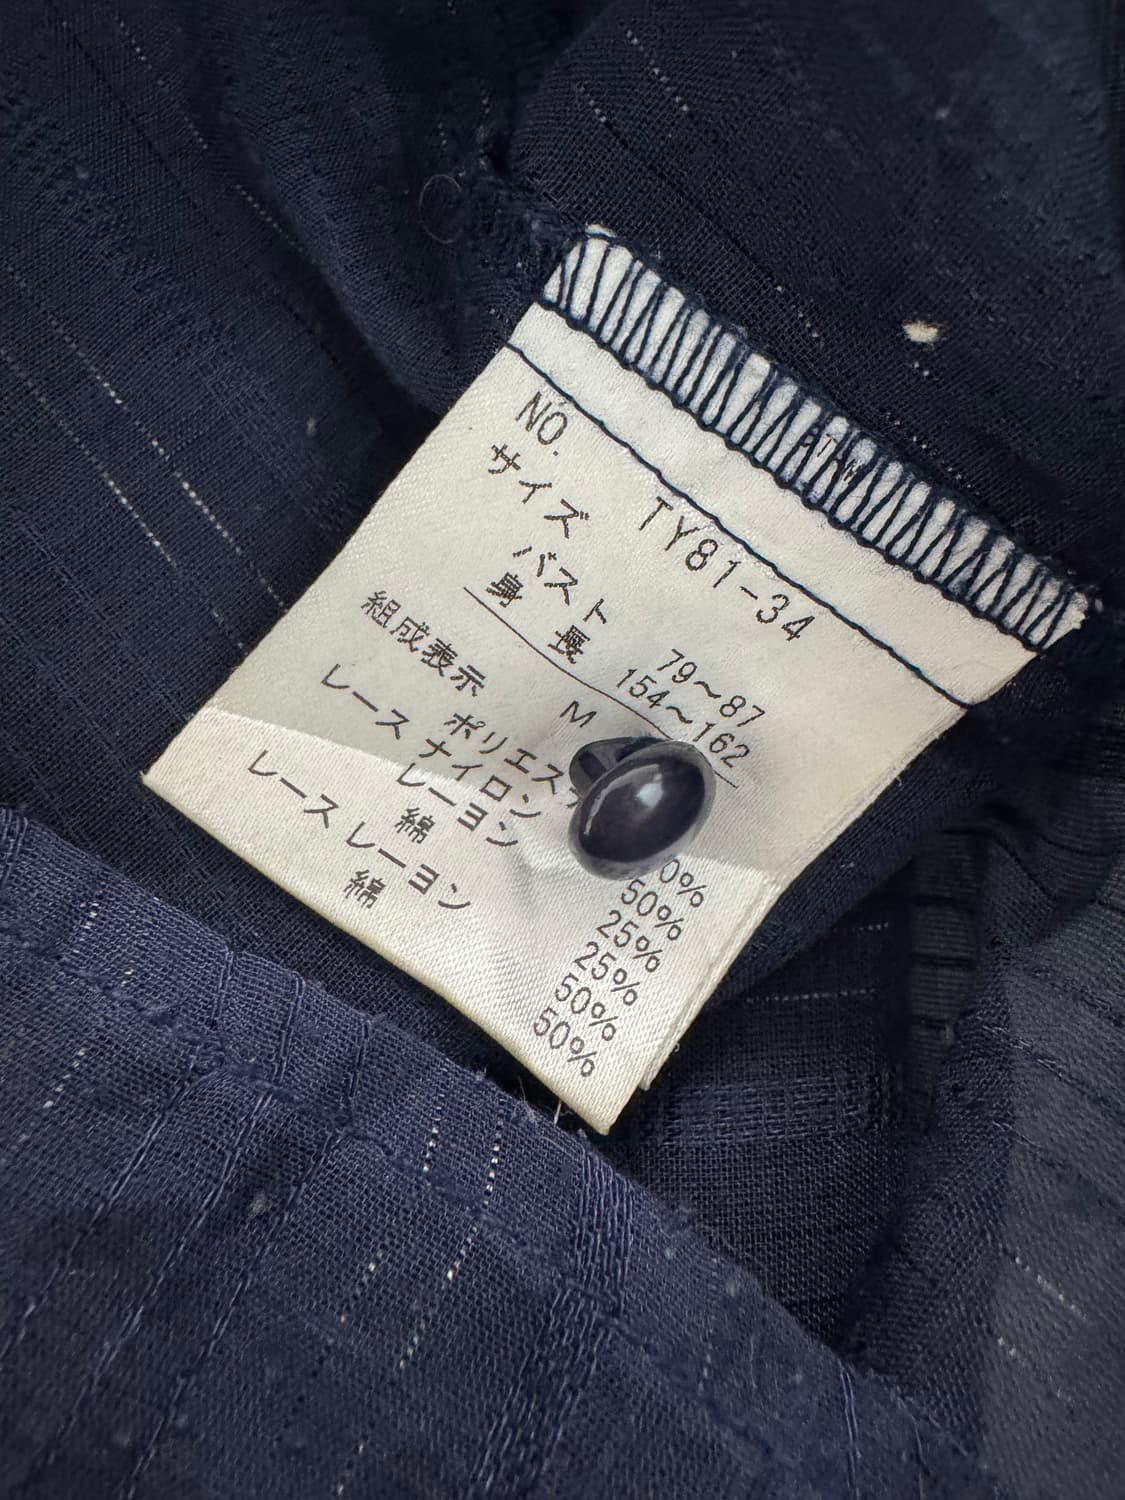 NO. TY81-34
サイズ
バスト 79～87
身長 154～162
M
組成表示
ポリエス 0%
レース ナイロン 50%
レーヨン 25%
綿 25%
レース レーヨン 50%
綿 50%